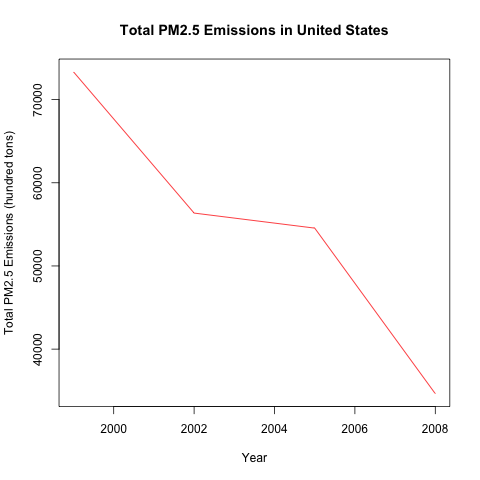 Total PM2.5 Emissions in United States
Total PM2.5 Emissions (hundred tons)
70000
60000
50000
40000
2000 2002 2004 2006 2008
Year